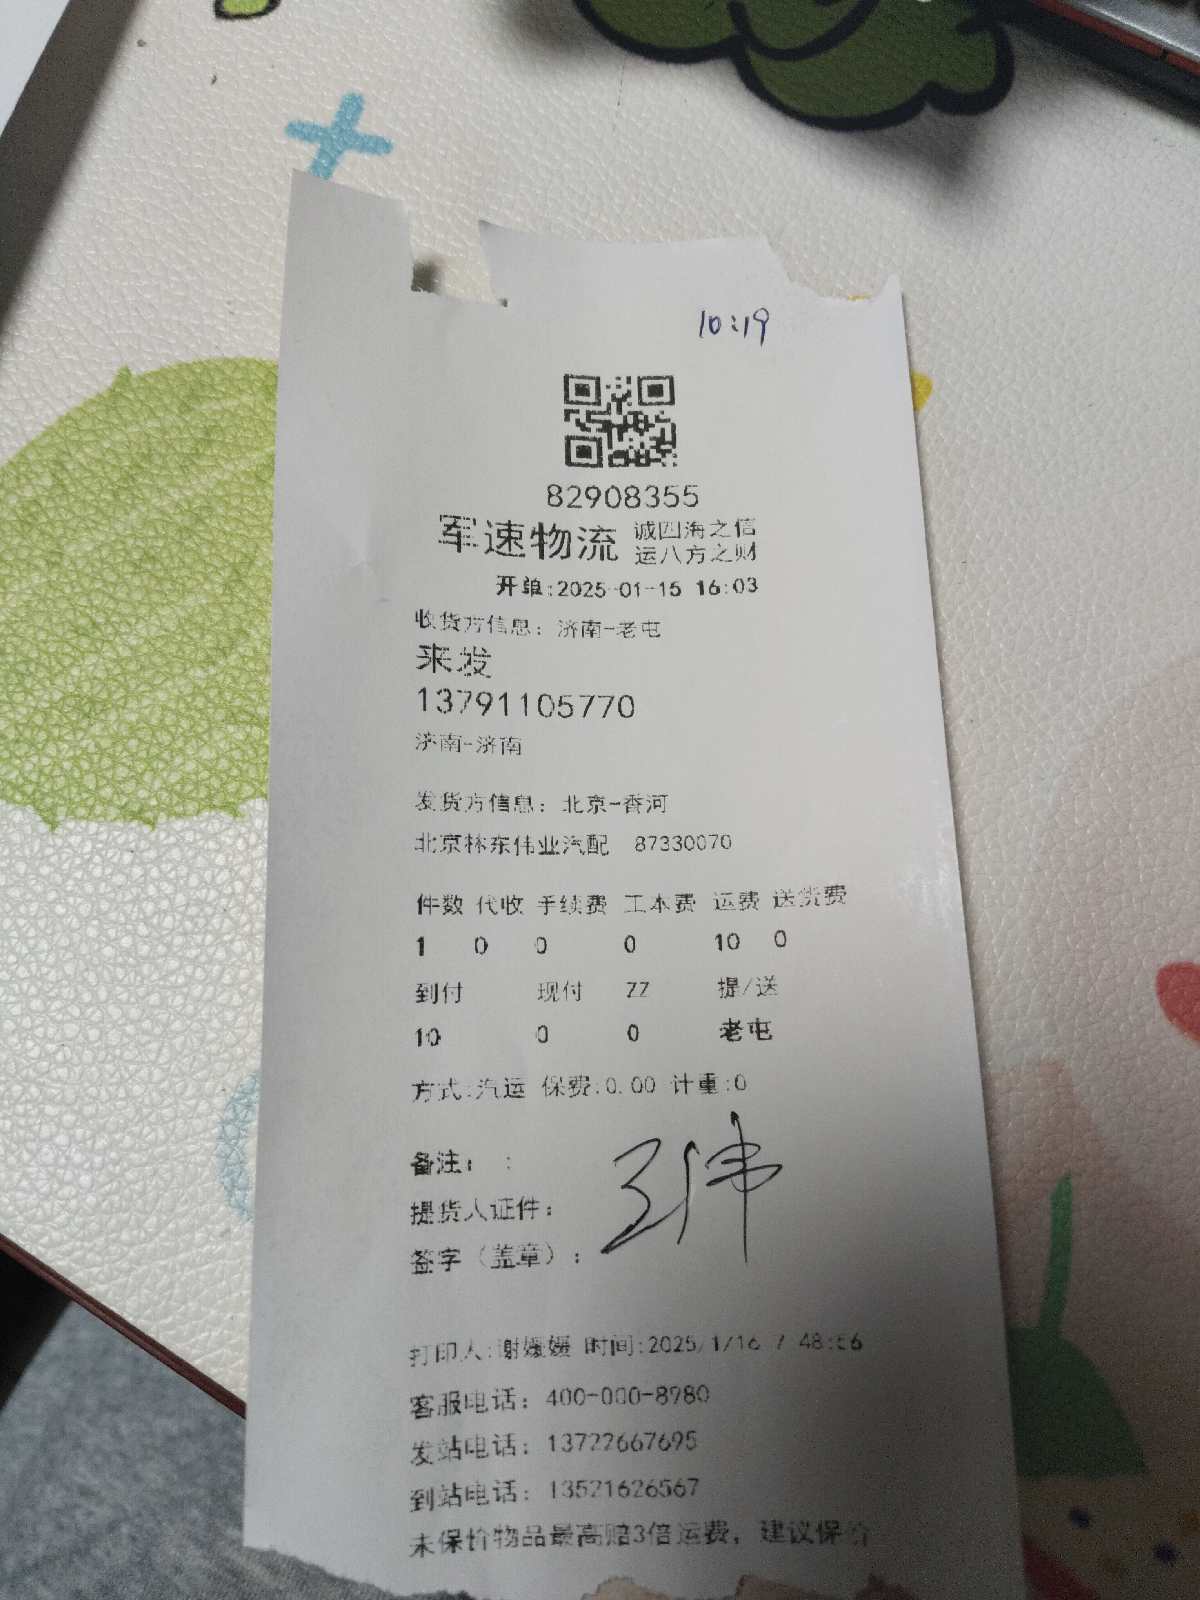 10:19
82908355
军速物流 诚四海之信
运八方之财
开单:2025-01-15 16:03
收货方信息: 济南-老屯
来发
13791105770
济南-济南
发货方信息: 北京-香河
北京林东伟业汽配 87330070
件数 代收 手续费 工本费 运费 送货费
1 0 0 0 10 0
到付 现付 ZZ 提/送
10 0 0 老屯
方式:汽运 保费:0.00 计重:0
备注: :
提货人证件:
签字（盖章）: 王伟
打印人:谢媛媛 时间:2025/1/16 7:48:56
客服电话: 400-000-8980
发站电话: 13722667695
到站电话: 13521626567
未保价物品最高赔3倍运费, 建议保价